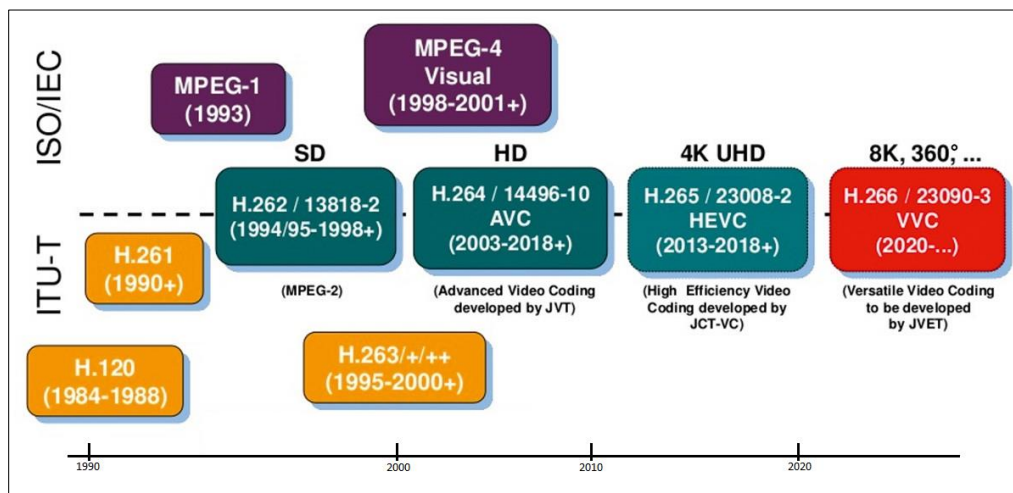 ISO/IEC
ITU-T
MPEG-1
(1993)
MPEG-4
Visual
(1998-2001+)
SD
HD
4K UHD
8K, 360°, ...
H.262 / 13818-2
(1994/95-1998+)
(MPEG-2)
H.264 / 14496-10
AVC
(2003-2018+)
(Advanced Video Coding
developed by JVT)
H.265 / 23008-2
HEVC
(2013-2018+)
(High Efficiency Video
Coding developed by
JCT-VC)
H.266 / 23090-3
VVC
(2020-...)
(Versatile Video Coding
to be developed
by JVET)
H.261
(1990+)
H.120
(1984-1988)
H.263/+/++
(1995-2000+)
1990
2000
2010
2020